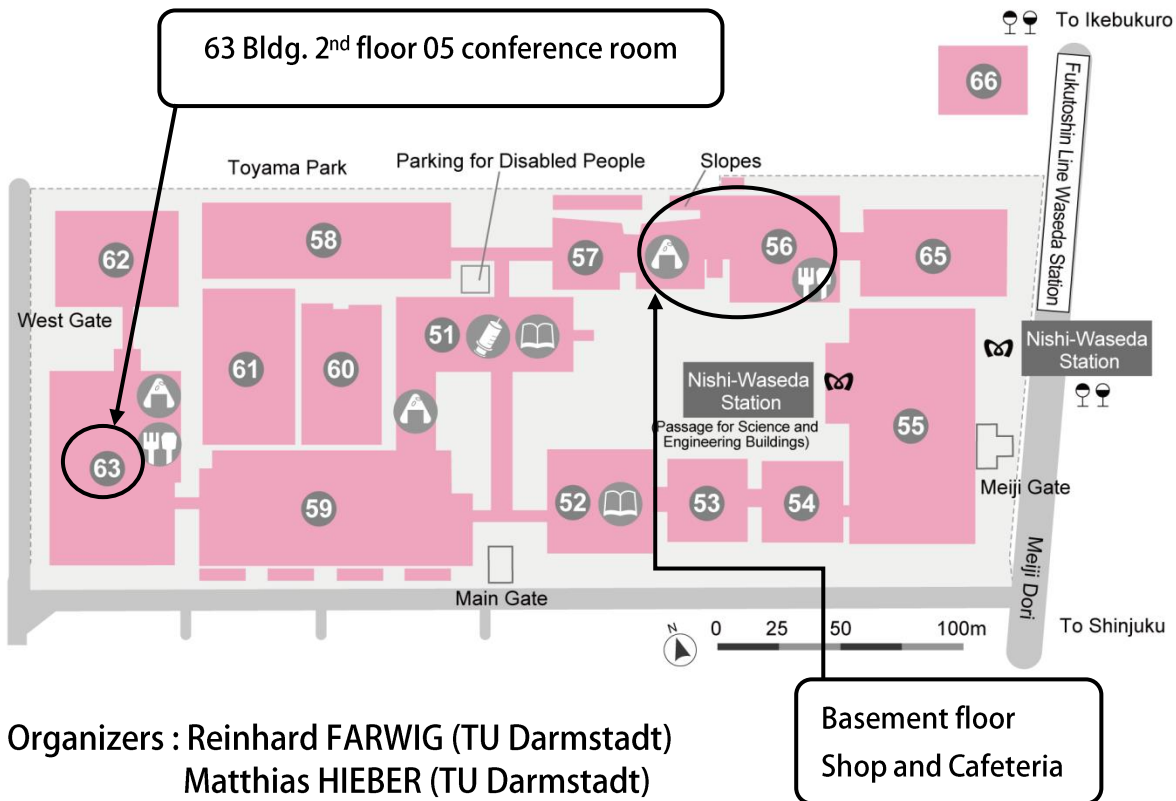 63 Bldg. 2nd floor 05 conference room
To Ikebukuro
66
Fukutoshin Line Waseda Station
Toyama Park
Parking for Disabled People
Slopes
62
58
57
56
65
West Gate
51
61
60
Nishi-Waseda
Station
Nishi-Waseda
Station
(Passage for Science and
Engineering Buildings)
55
63
59
52
53
54
Meiji Gate
Main Gate
Meiji Dori
N
0 25 50 100m
To Shinjuku
Basement floor
Shop and Cafeteria
Organizers : Reinhard FARWIG (TU Darmstadt)
Matthias HIEBER (TU Darmstadt)